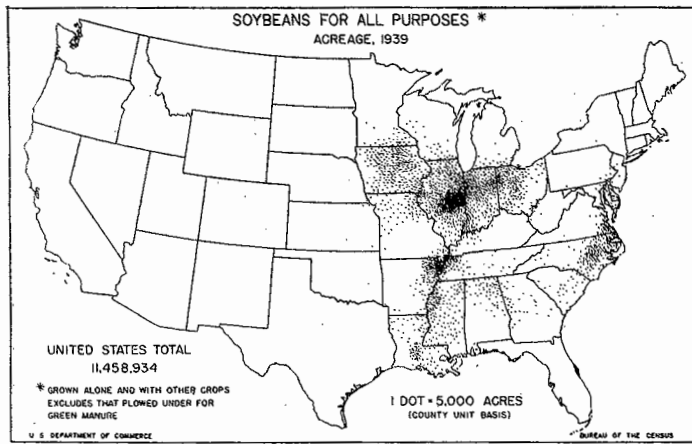 SOYBEANS FOR ALL PURPOSES *
ACREAGE, 1939
UNITED STATES TOTAL
11,458,934
* GROWN ALONE AND WITH OTHER CROPS
EXCLUDES THAT PLOWED UNDER FOR
GREEN MANURE
1 DOT = 5,000 ACRES
(COUNTY UNIT BASIS)
U S DEPARTMENT OF COMMERCE
BUREAU OF THE CENSUS